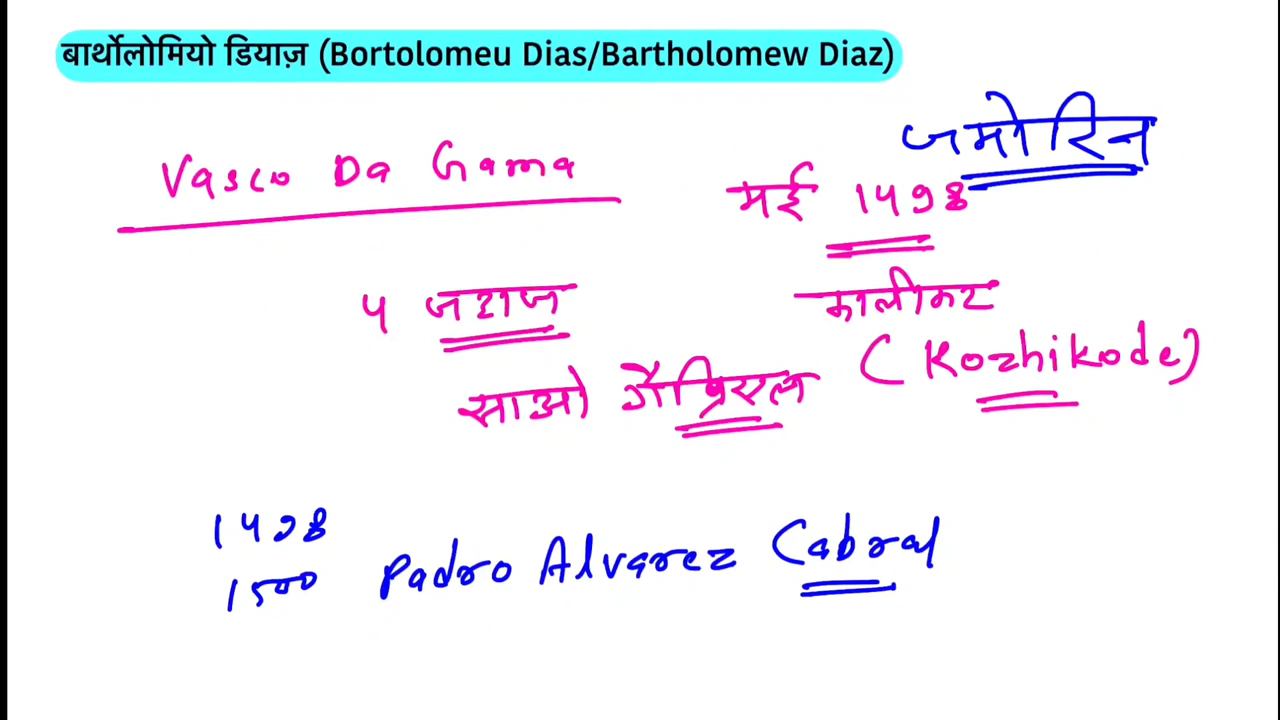 बार्थोलोमियो डियाज़ (Bortolomeu Dias/Bartholomew Diaz)
जमोरिन
Vasco Da Gama
मई 1498
4 जहाज
कालीकट
साओ गैब्रिएल
(Kozhikode)
1498
1500 Padro Alvarez Cabral